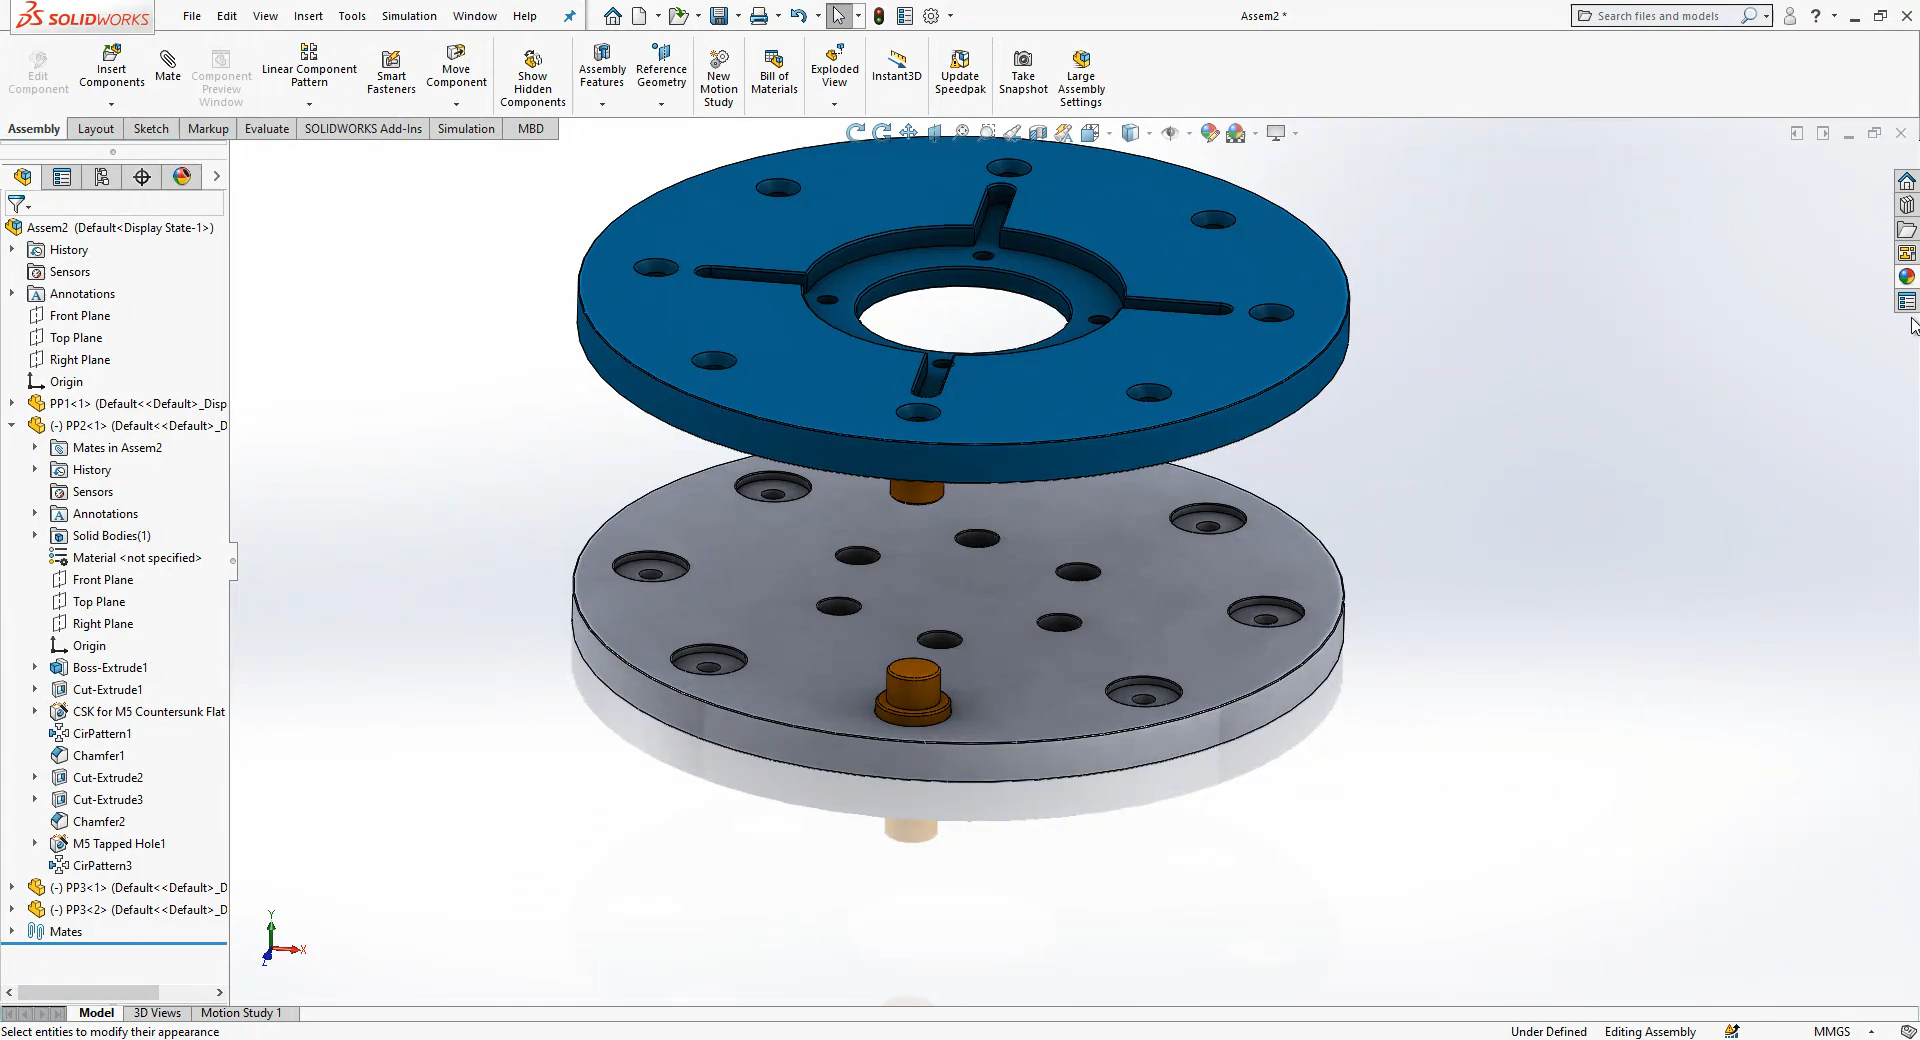 SOLIDWORKS File Edit View Insert Tools Simulation Window Help Assem2 * Search files and models
Edit Component
Insert Components
Mate
Component Preview Window
Linear Component Pattern
Smart Fasteners
Move Component
Show Hidden Components
Assembly Features
Reference Geometry
New Motion Study
Bill of Materials
Exploded View
Instant3D
Update Speedpak
Take Snapshot
Large Assembly Settings
Assembly Layout Sketch Markup Evaluate SOLIDWORKS Add-Ins Simulation MBD
Assem2 (Default<Display State-1>)
History
Sensors
Annotations
Front Plane
Top Plane
Right Plane
Origin
PP1<1> (Default<<Default>_Disp
(-) PP2<1> (Default<<Default>_D
Mates in Assem2
History
Sensors
Annotations
Solid Bodies(1)
Material <not specified>
Front Plane
Top Plane
Right Plane
Origin
Boss-Extrude1
Cut-Extrude1
CSK for M5 Countersunk Flat
CirPattern1
Chamfer1
Cut-Extrude2
Cut-Extrude3
Chamfer2
M5 Tapped Hole1
CirPattern3
(-) PP3<1> (Default<<Default>_D
(-) PP3<2> (Default<<Default>_D
Mates
Y
X
Z
Model 3D Views Motion Study 1
Select entities to modify their appearance Under Defined Editing Assembly MMGS